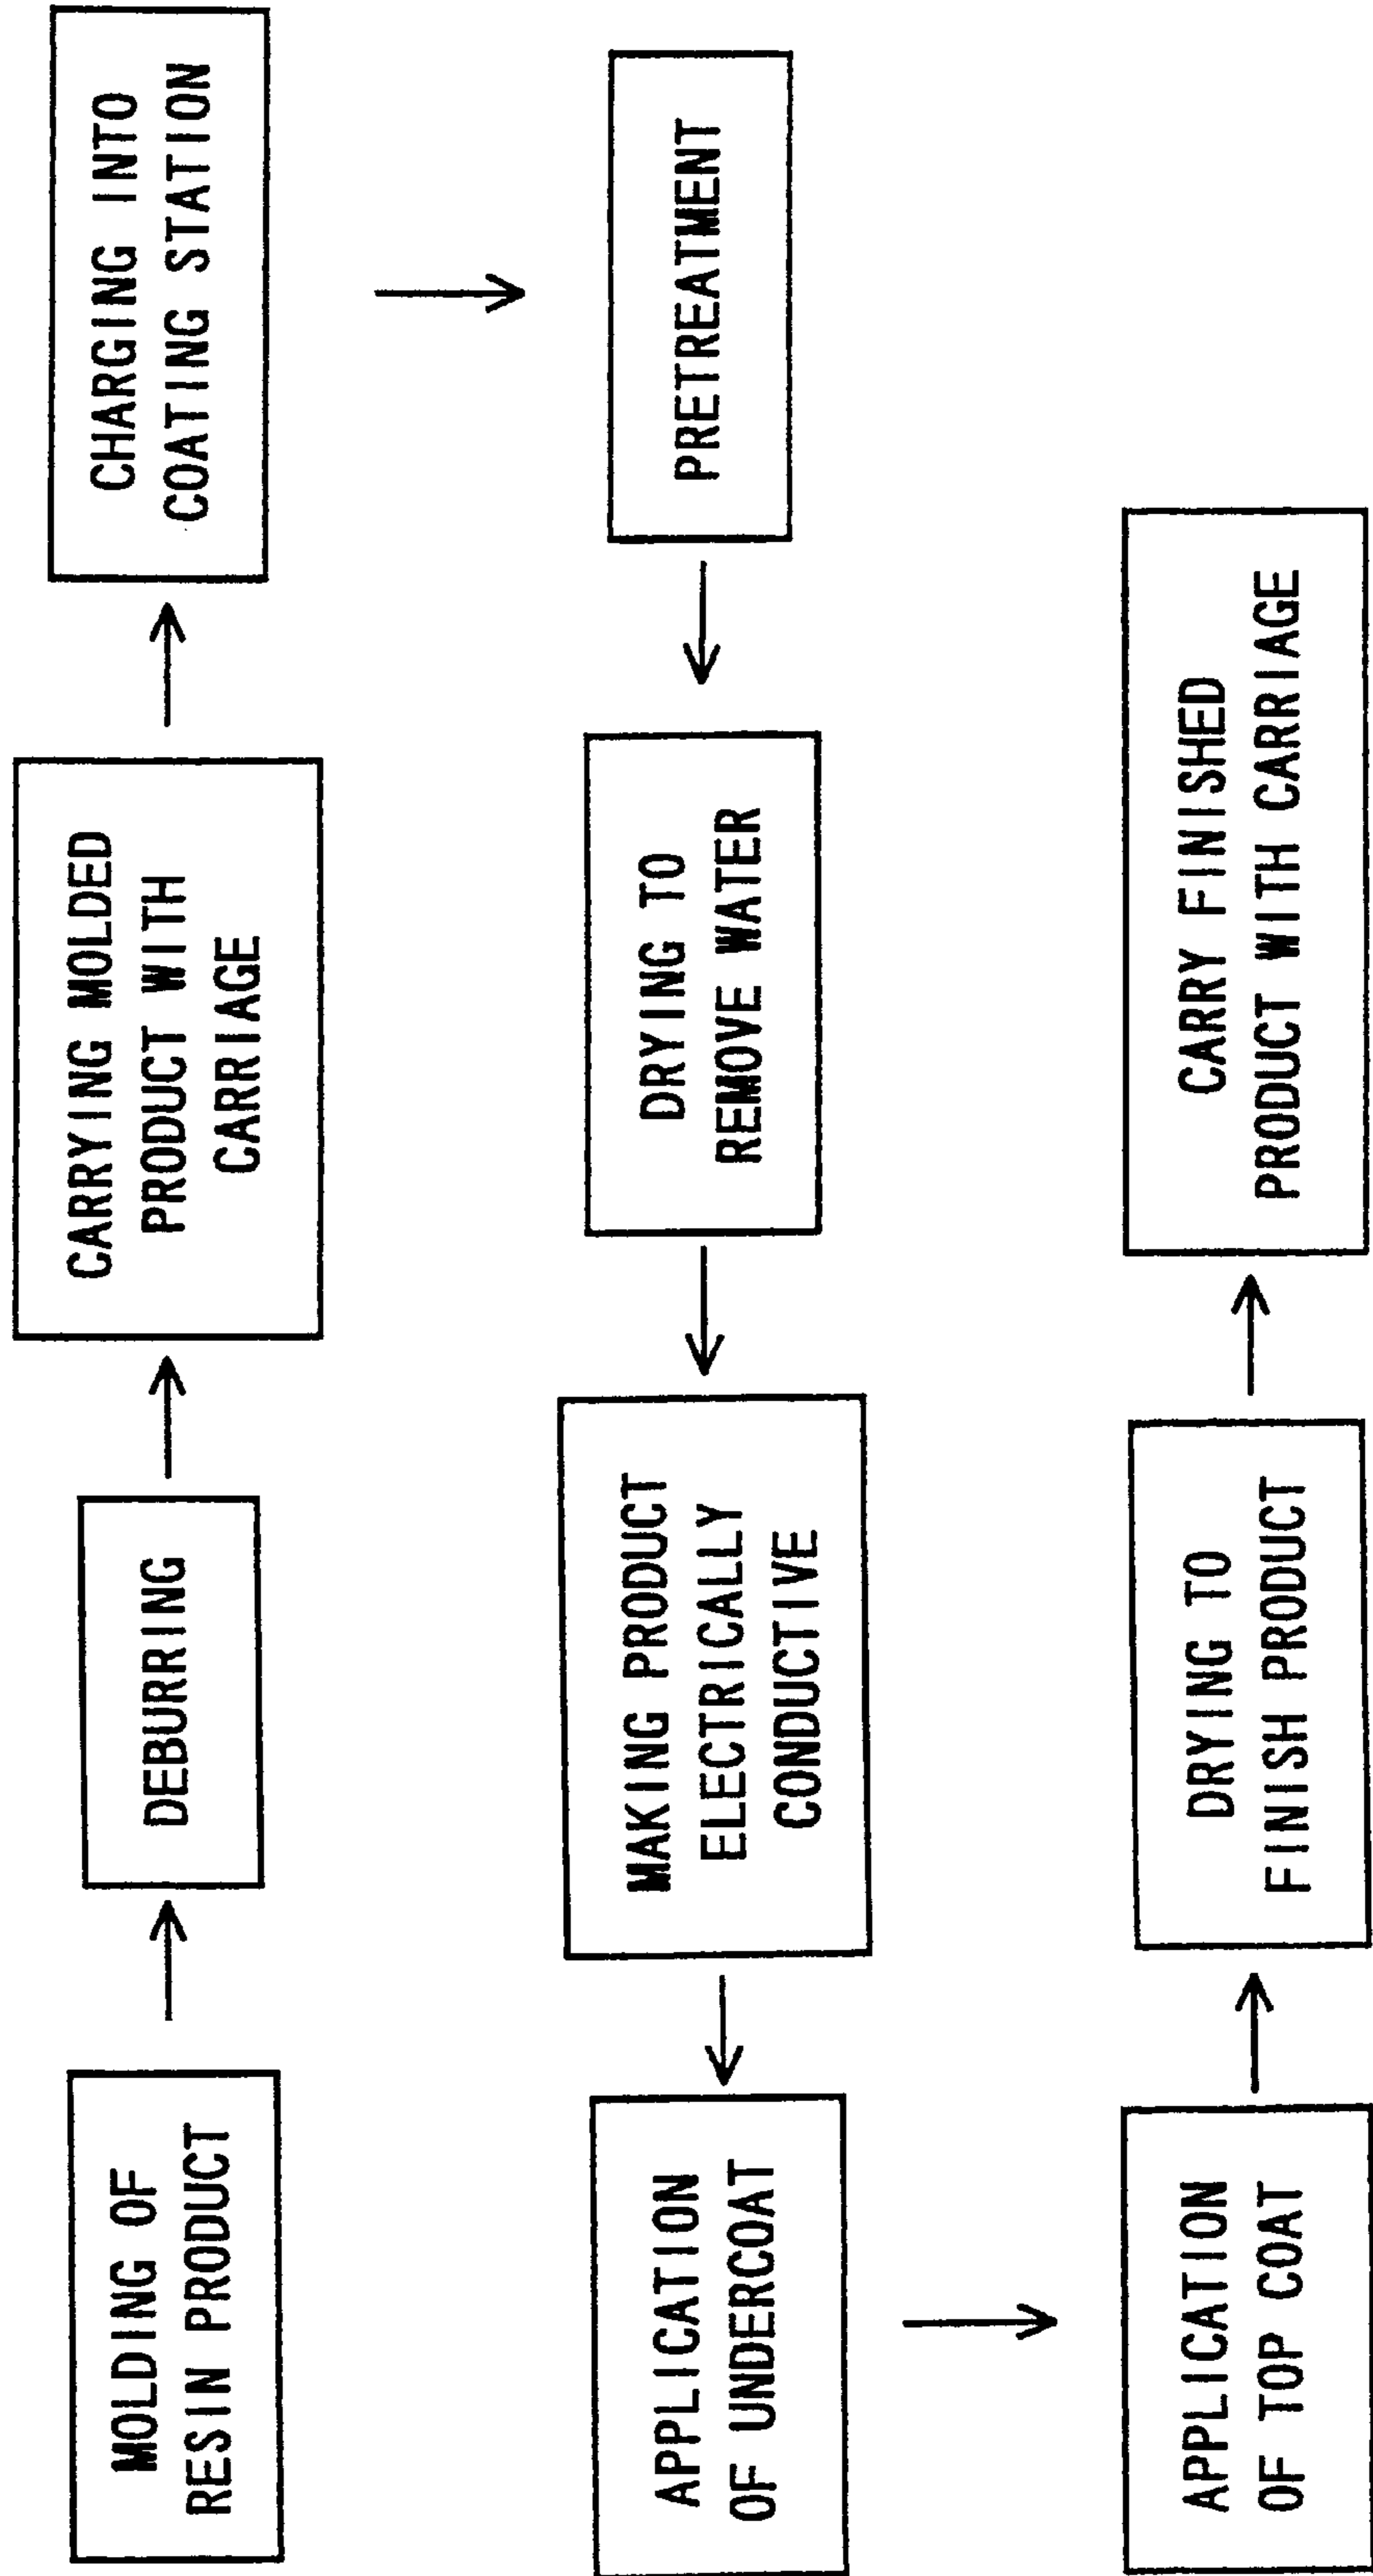 MOLDING OF
RESIN PRODUCT
DEBURRING
CARRYING MOLDED
PRODUCT WITH
CARRIAGE
CHARGING INTO
COATING STATION
PRETREATMENT
DRYING TO
REMOVE WATER
MAKING PRODUCT
ELECTRICALLY
CONDUCTIVE
APPLICATION
OF UNDERCOAT
APPLICATION
OF TOP COAT
DRYING TO
FINISH PRODUCT
CARRY FINISHED
PRODUCT WITH CARRIAGE